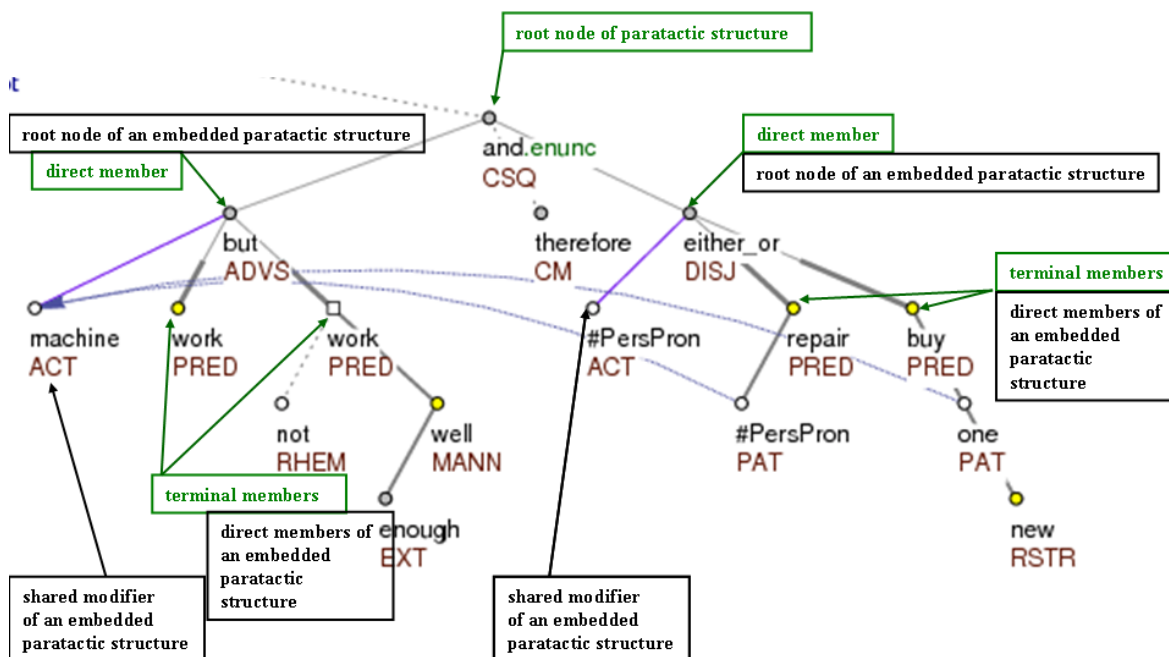 root node of paratactic structure
root node of an embedded paratactic structure
direct member
and.enunc
CSQ
direct member
root node of an embedded paratactic structure
but
ADVS
therefore
CM
either_or
DISJ
terminal members
direct members of
an embedded
paratactic
structure
machine
ACT
work
PRED
work
PRED
#PersPron
ACT
repair
PRED
buy
PRED
not
RHEM
well
MANN
#PersPron
PAT
one
PAT
terminal members
direct members of
an embedded
paratactic
structure
enough
EXT
new
RSTR
shared modifier
of an embedded
paratactic structure
shared modifier
of an embedded
paratactic structure